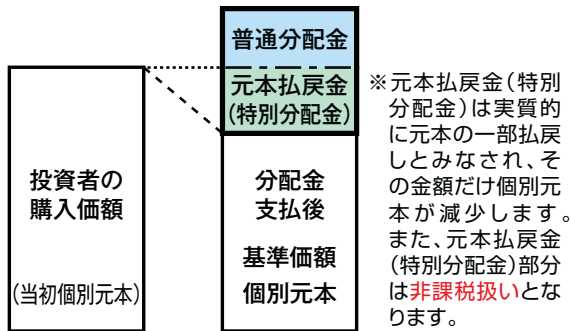 普通分配金
元本払戻金
(特別分配金)
投資者の
購入価額
(当初個別元本)
分配金
支払後
基準価額
個別元本
※元本払戻金(特別
分配金)は実質的
に元本の一部払戻
しとみなされ、そ
の金額だけ個別元
本が減少します。
また、元本払戻金
(特別分配金)部分
は非課税扱いとな
ります。